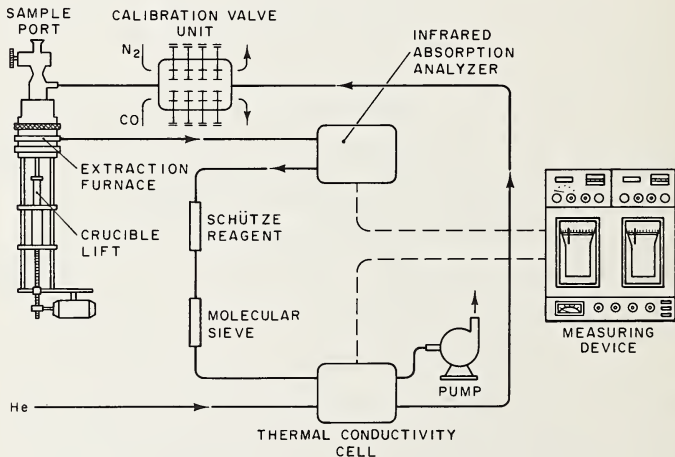 SAMPLE
PORT
CALIBRATION VALVE
UNIT
N2
CO
INFRARED
ABSORPTION
ANALYZER
EXTRACTION
FURNACE
CRUCIBLE
LIFT
SCHÜTZE
REAGENT
MOLECULAR
SIEVE
PUMP
MEASURING
DEVICE
He
THERMAL CONDUCTIVITY
CELL